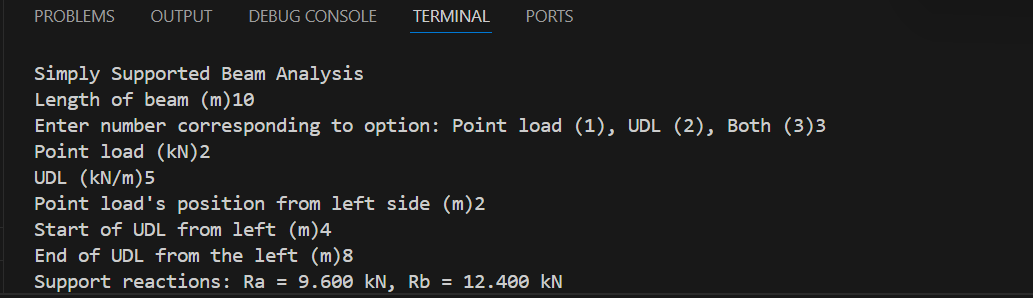 PROBLEMS OUTPUT DEBUG CONSOLE TERMINAL PORTS
Simply Supported Beam Analysis
Length of beam (m)10
Enter number corresponding to option: Point load (1), UDL (2), Both (3)3
Point load (kN)2
UDL (kN/m)5
Point load's position from left side (m)2
Start of UDL from left (m)4
End of UDL from the left (m)8
Support reactions: Ra = 9.600 kN, Rb = 12.400 kN